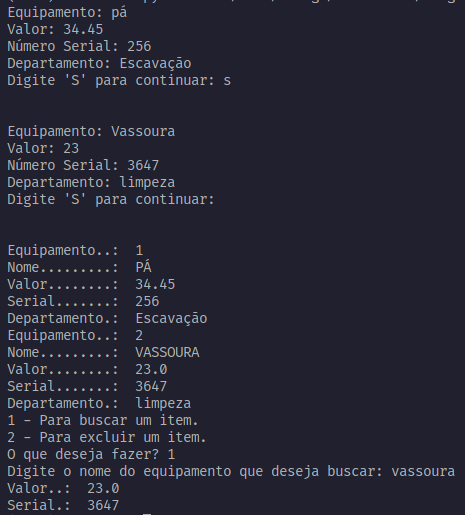 Equipamento: pá
Valor: 34.45
Número Serial: 256
Departamento: Escavação
Digite 'S' para continuar: s
Equipamento: Vassoura
Valor: 23
Número Serial: 3647
Departamento: limpeza
Digite 'S' para continuar:
Equipamento..:  1
Nome.........:  PÁ
Valor........:  34.45
Serial.......:  256
Departamento.:  Escavação
Equipamento..:  2
Nome.........:  VASSOURA
Valor........:  23.0
Serial.......:  3647
Departamento.:  limpeza
1 - Para buscar um item.
2 - Para excluir um item.
O que deseja fazer? 1
Digite o nome do equipamento que deseja buscar: vassoura
Valor..:  23.0
Serial.:  3647